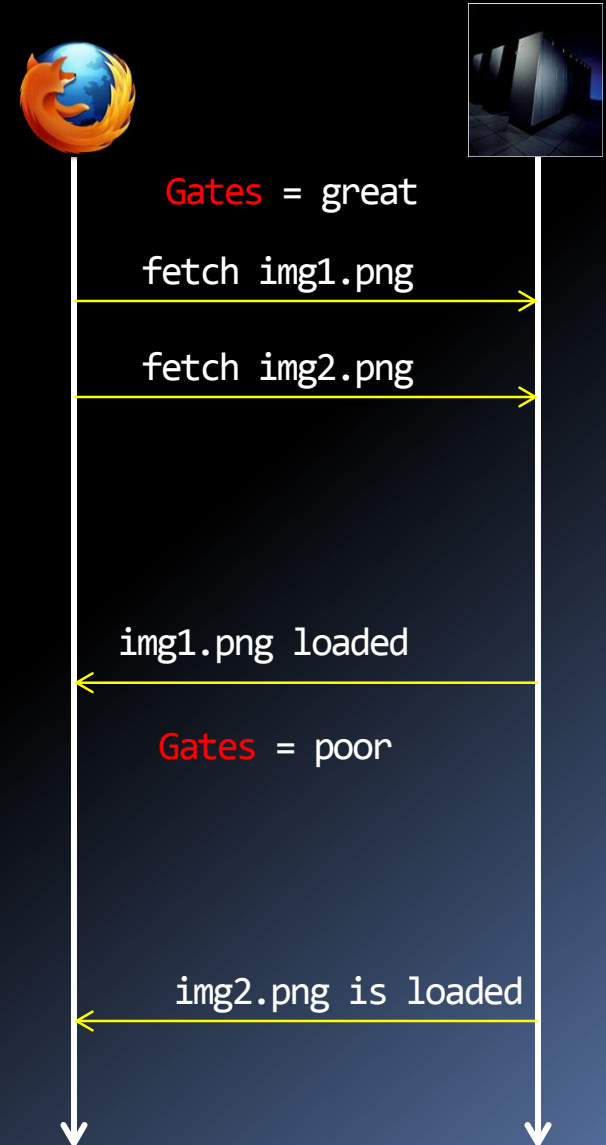 Gates = great
fetch img1.png
fetch img2.png
img1.png loaded
Gates = poor
img2.png is loaded